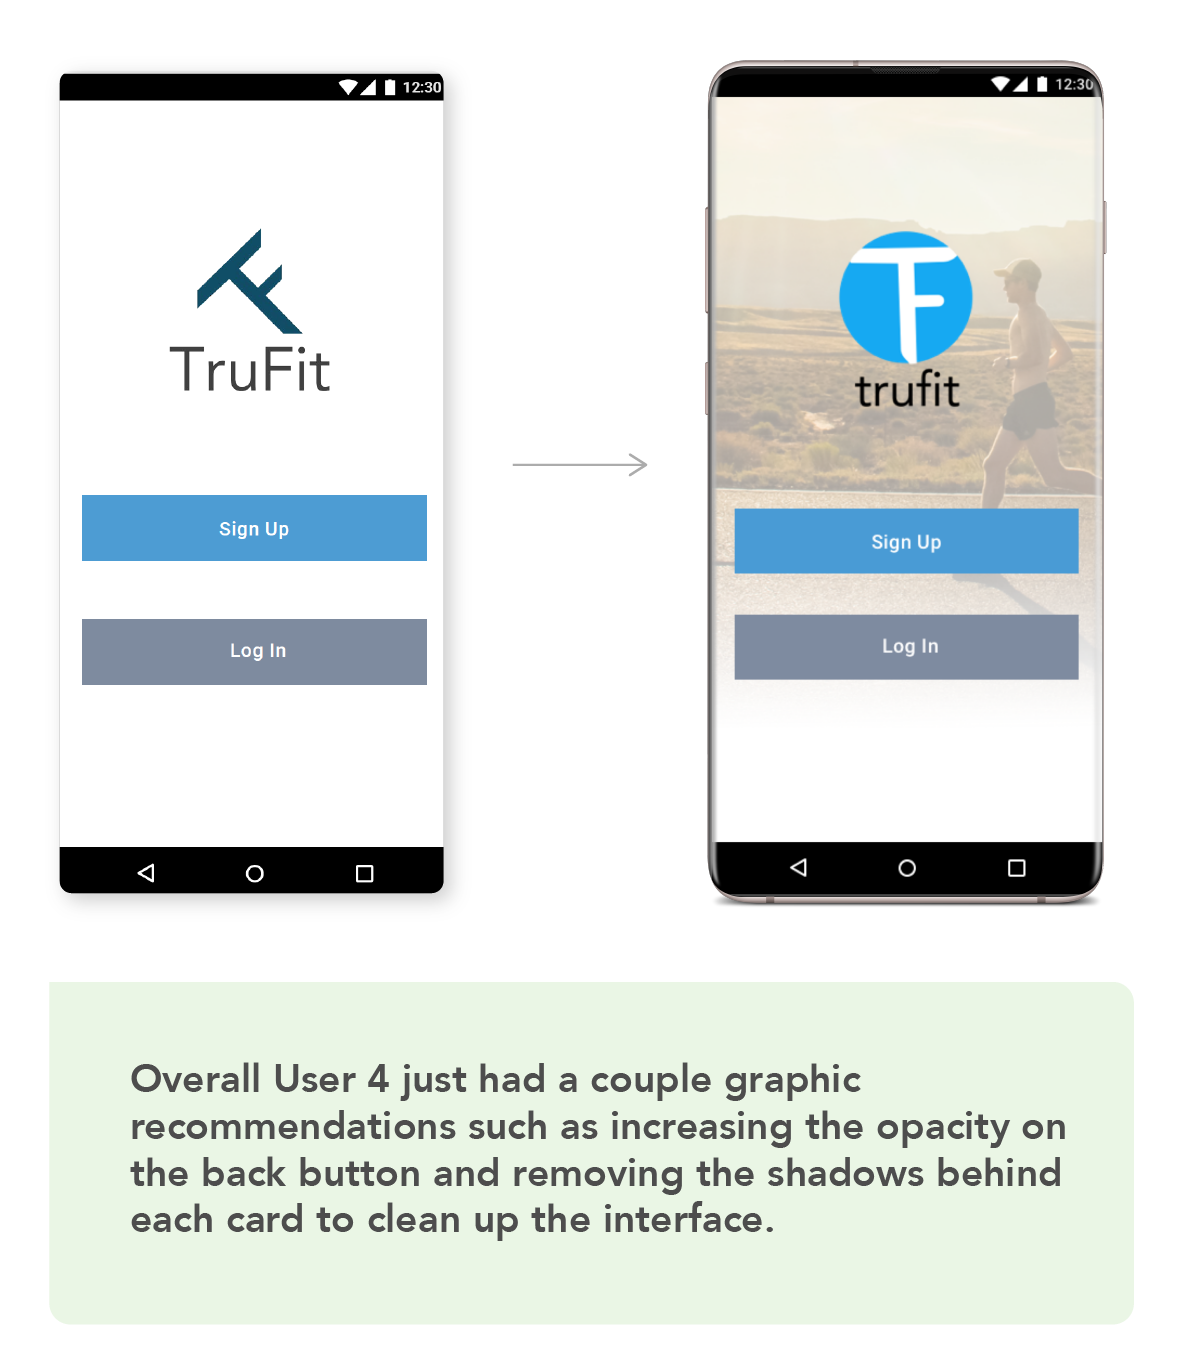 12:30
TruFit
Sign Up
Log In
12:30
TF
trufit
Sign Up
Log In
Overall User 4 just had a couple graphic
recommendations such as increasing the opacity on
the back button and removing the shadows behind
each card to clean up the interface.